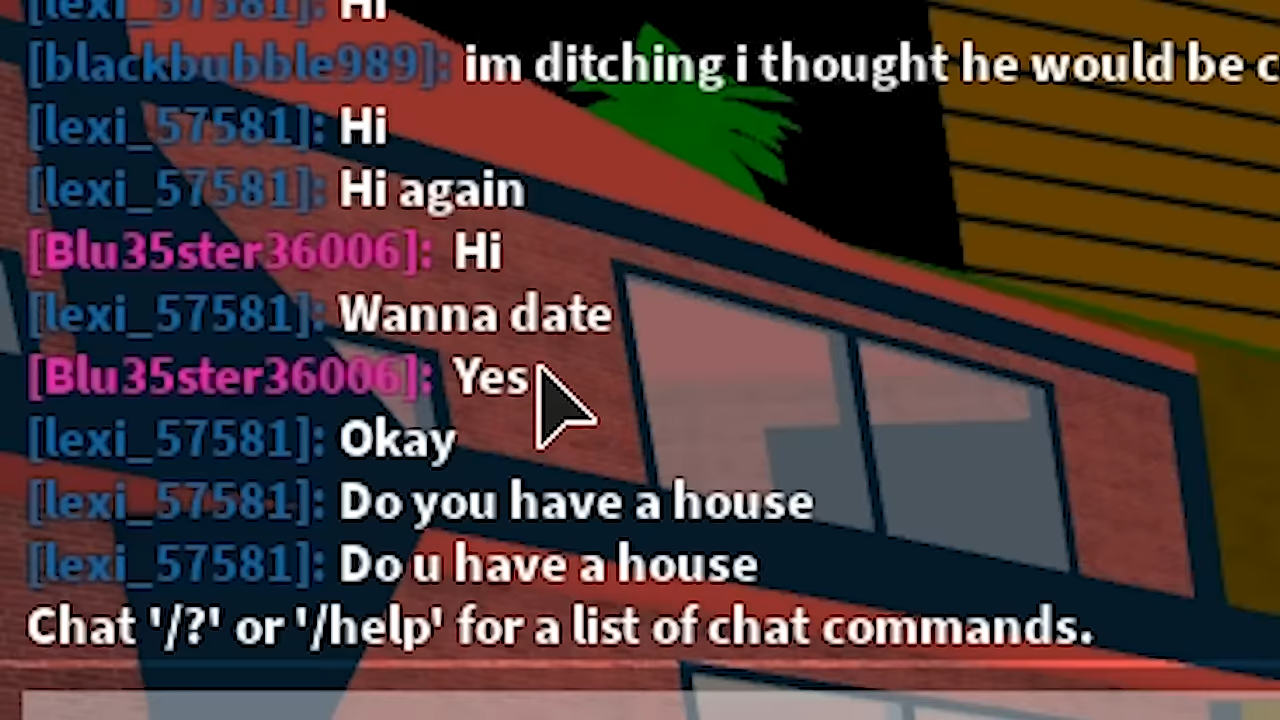 [lexi_57581]: Hi
[blackbubble989]: im ditching i thought he would be
[lexi_57581]: Hi
[lexi_57581]: Hi again
[Blu35ster36006]: Hi
[lexi_57581]: Wanna date
[Blu35ster36006]: Yes
[lexi_57581]: Okay
[lexi_57581]: Do you have a house
[lexi_57581]: Do u have a house
Chat '/?' or '/help' for a list of chat commands.